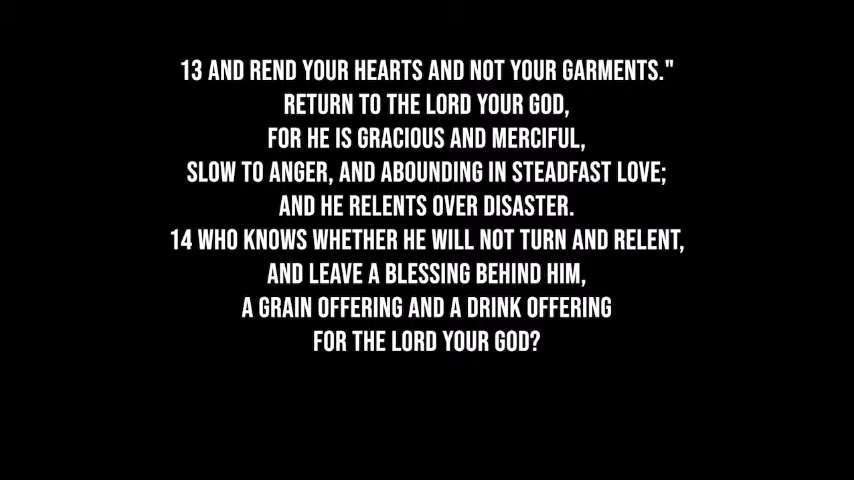 13 AND REND YOUR HEARTS AND NOT YOUR GARMENTS."
RETURN TO THE LORD YOUR GOD,
FOR HE IS GRACIOUS AND MERCIFUL,
SLOW TO ANGER, AND ABOUNDING IN STEADFAST LOVE;
AND HE RELENTS OVER DISASTER.
14 WHO KNOWS WHETHER HE WILL NOT TURN AND RELENT,
AND LEAVE A BLESSING BEHIND HIM,
A GRAIN OFFERING AND A DRINK OFFERING
FOR THE LORD YOUR GOD?